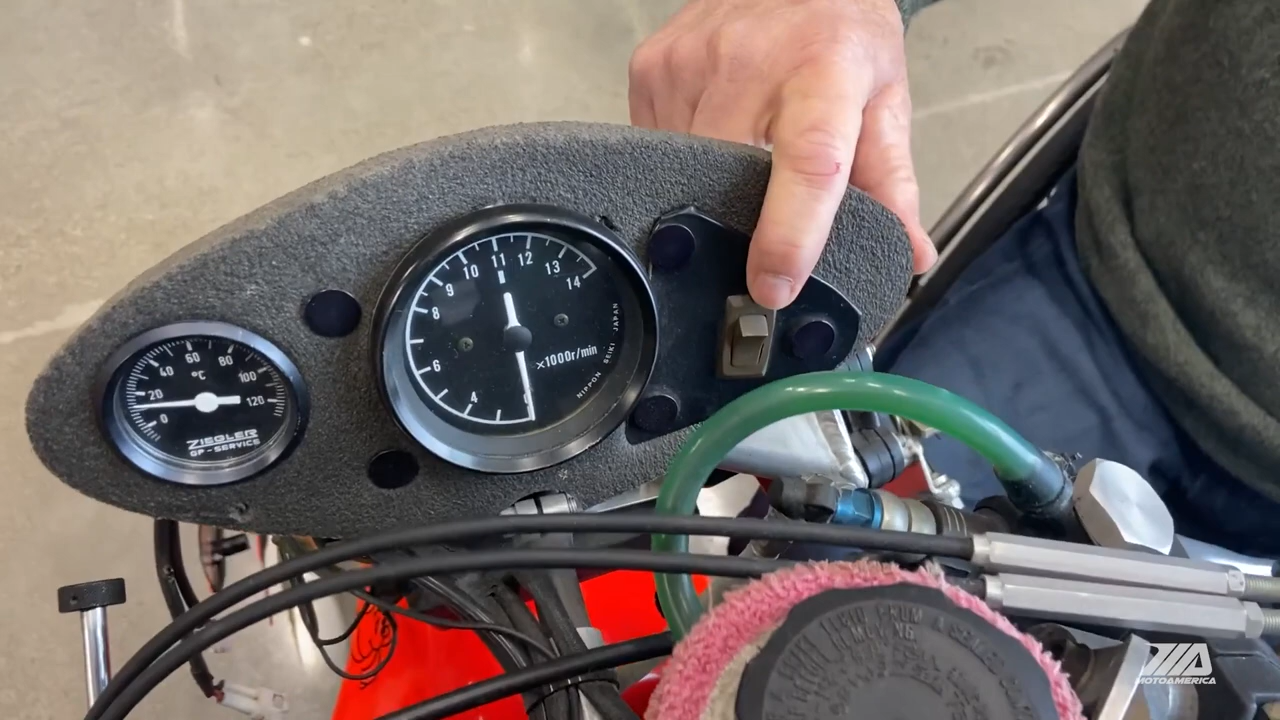 0 20 40 60 80 100 120
°C
ZIEGLER
GP-SERVICE
4 6 8 9 10 11 12 13 14
×1000r/min
NIPPON SEIKI JAPAN
MOTOAMERICA